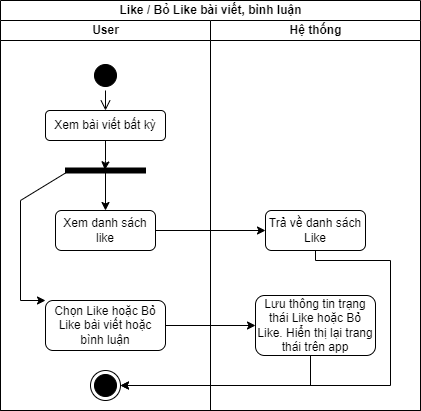 Like / Bỏ Like bài viết, bình luận
User
Hệ thống
Xem bài viết bất kỳ
Xem danh sách
like
Trả về danh sách
Like
Chọn Like hoặc Bỏ
Like bài viết hoặc
bình luận
Lưu thông tin trạng
thái Like hoặc Bỏ
Like. Hiển thị lại trang
thái trên app